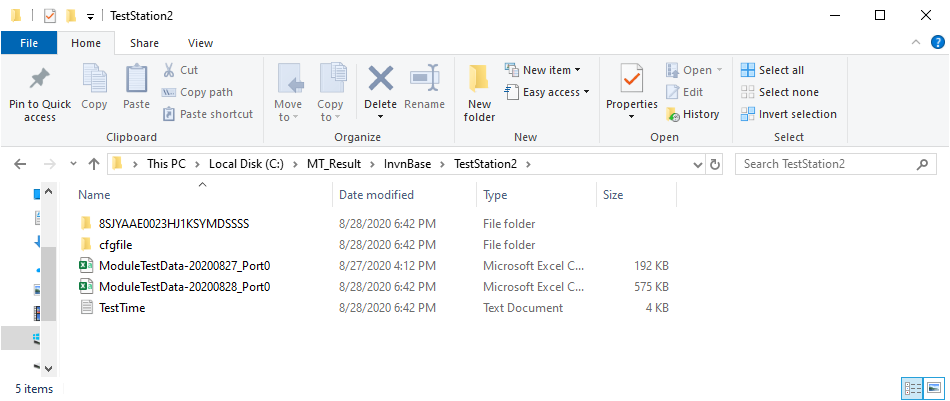 TestStation2
File Home Share View
Pin to Quick access
Copy
Paste
Cut
Copy path
Paste shortcut
Clipboard
Move to
Copy to
Delete
Rename
Organize
New folder
New item
Easy access
New
Properties
Open
Edit
History
Open
Select all
Select none
Invert selection
Select
This PC > Local Disk (C:) > MT_Result > InvnBase > TestStation2 >
Search TestStation2
Name Date modified Type Size
8SJYAAE0023HJ1KSYMDSSSS 8/28/2020 6:42 PM File folder
cfgfile 8/28/2020 6:42 PM File folder
ModuleTestData-20200827_Port0 8/27/2020 4:12 PM Microsoft Excel C... 192 KB
ModuleTestData-20200828_Port0 8/28/2020 6:42 PM Microsoft Excel C... 575 KB
TestTime 8/28/2020 6:42 PM Text Document 4 KB
5 items